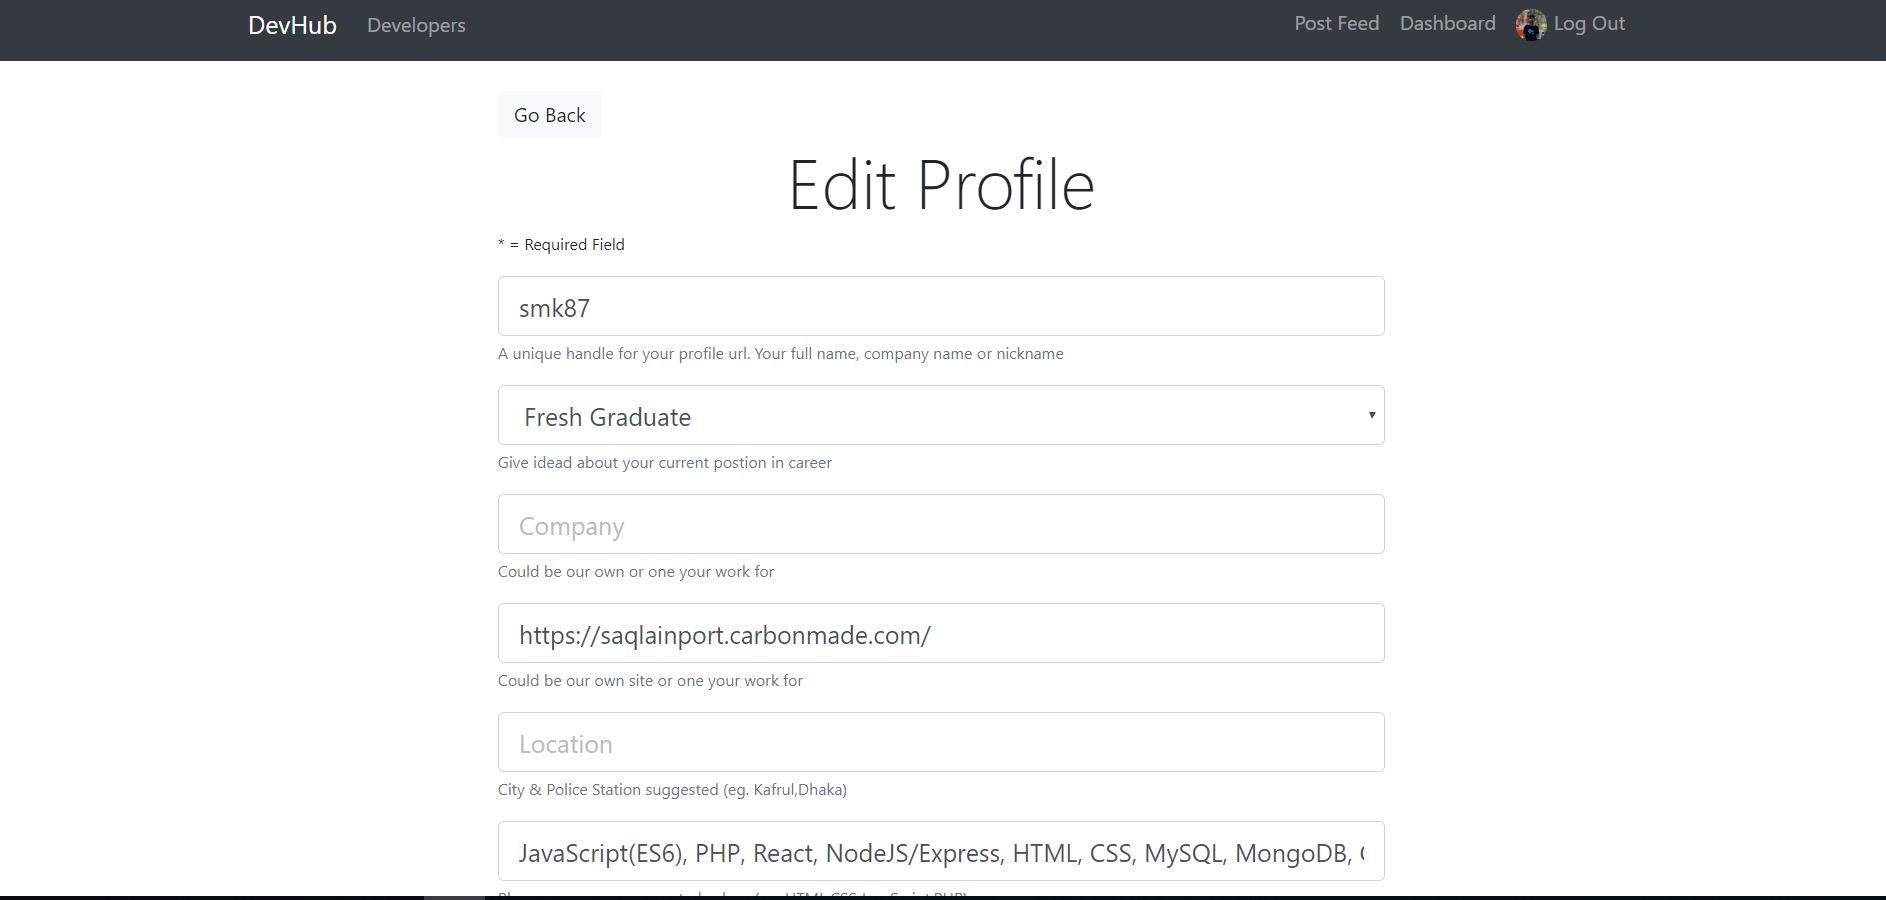 DevHub Developers Post Feed Dashboard Log Out
Go Back
Edit Profile
* = Required Field
smk87
A unique handle for your profile url. Your full name, company name or nickname
Fresh Graduate
Give idead about your current postion in career
Company
Could be our own or one your work for
https://saqlainport.carbonmade.com/
Could be our own site or one your work for
Location
City & Police Station suggested (eg. Kafrul,Dhaka)
JavaScript(ES6), PHP, React, NodeJS/Express, HTML, CSS, MySQL, MongoDB,